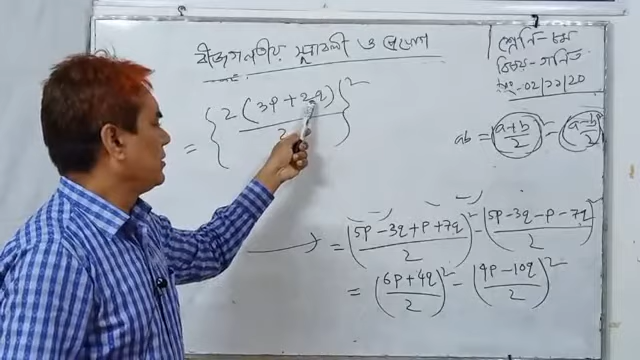 বীজগণিতীয় সূত্রাবলী ও প্রয়োগ
শ্রেণি-৮ম
বিষয়-গণিত
02/22/20
= { 2 (3p + 2q) / 2 }²
ab = (a+b / 2)² - (a-b / 2)²
= (5p - 3q + p + 7q / 2)² - (5p - 3q - p - 7q / 2)²
= (6p + 4q / 2)² - (4p - 10q / 2)²